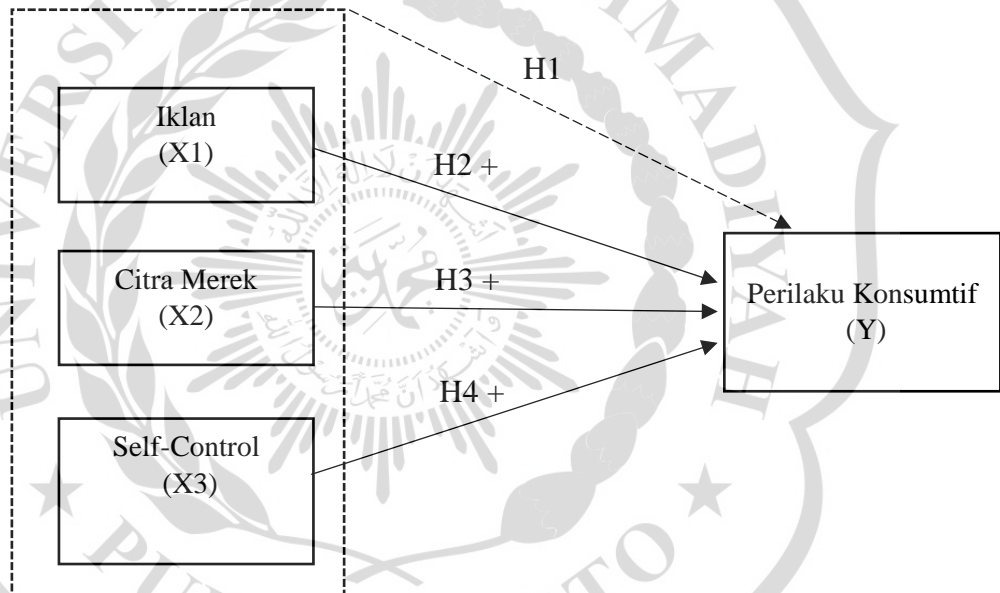 H1
Iklan
(X1)
H2 +
Citra Merek
(X2)
H3 +
Perilaku Konsumtif
(Y)
H4 +
Self-Control
(X3)